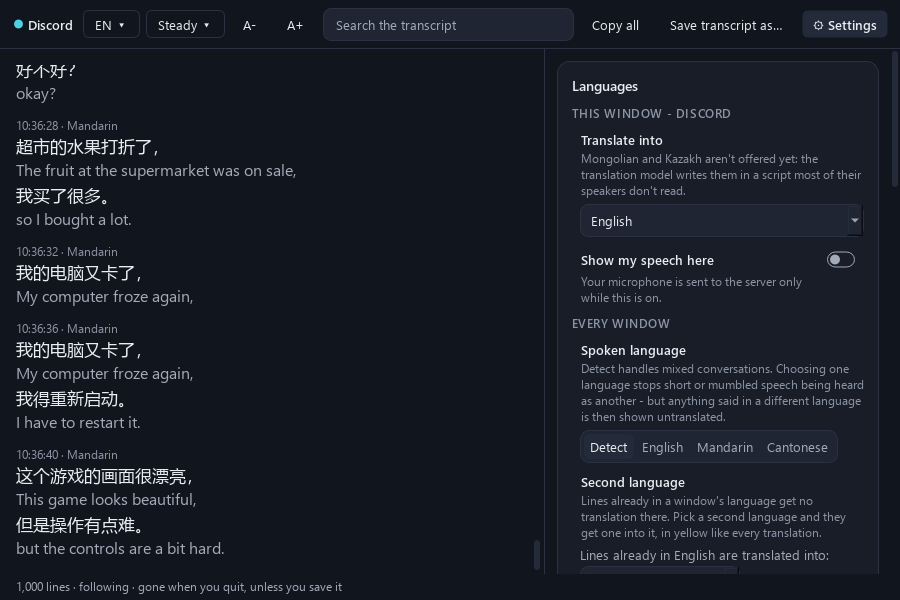 Discord
EN
Steady
A-
A+
Search the transcript
Copy all
Save transcript as...
Settings
好不好?
okay?
10:36:28 · Mandarin
超市的水果打折了,
The fruit at the supermarket was on sale,
我买了很多。
so I bought a lot.
10:36:32 · Mandarin
我的电脑又卡了,
My computer froze again,
10:36:36 · Mandarin
我的电脑又卡了,
My computer froze again,
我得重新启动。
I have to restart it.
10:36:40 · Mandarin
这个游戏的画面很漂亮,
This game looks beautiful,
但是操作有点难。
but the controls are a bit hard.
1,000 lines · following · gone when you quit, unless you save it
Languages
THIS WINDOW - DISCORD
Translate into
Mongolian and Kazakh aren't offered yet: the
translation model writes them in a script most of their
speakers don't read.
English
Show my speech here
Your microphone is sent to the server only
while this is on.
EVERY WINDOW
Spoken language
Detect handles mixed conversations. Choosing one
language stops short or mumbled speech being heard
as another - but anything said in a different language
is then shown untranslated.
Detect English Mandarin Cantonese
Second language
Lines already in a window's language get no
translation there. Pick a second language and they
get one into it, in yellow like every translation.
Lines already in English are translated into: